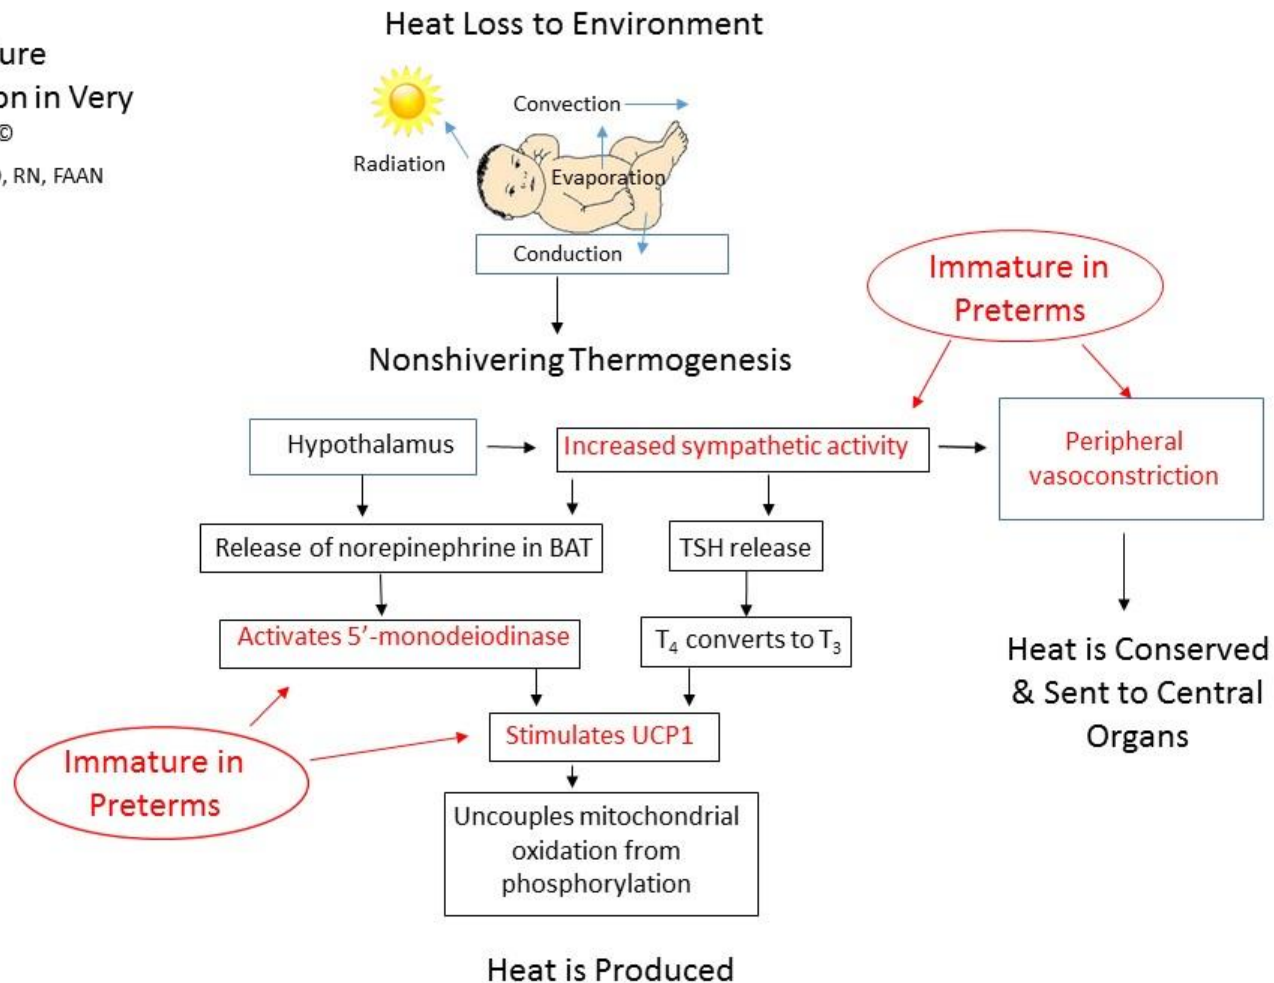 Heat Loss to Environment
ure
on in Very
©
, RN, FAAN
Convection
Radiation
Evaporation
Conduction
Immature in
Preterms
Nonshivering Thermogenesis
Hypothalamus
Increased sympathetic activity
Peripheral
vasoconstriction
Release of norepinephrine in BAT
TSH release
Activates 5′-monodeiodinase
T₄ converts to T₃
Heat is Conserved
& Sent to Central
Organs
Stimulates UCP1
Immature in
Preterms
Uncouples mitochondrial
oxidation from
phosphorylation
Heat is Produced